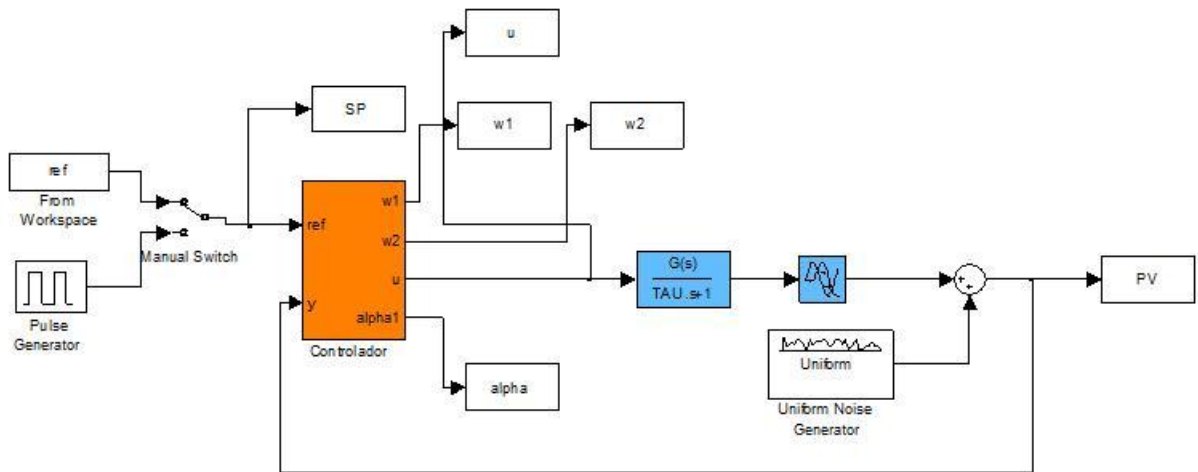 u
SP
w1
w2
ref
From
Workspace
Manual Switch
Pulse
Generator
ref
y
w1
w2
u
alpha1
Controlador
alpha
G(s)
TAU.s+1
+
+
Uniform
Uniform Noise
Generator
PV